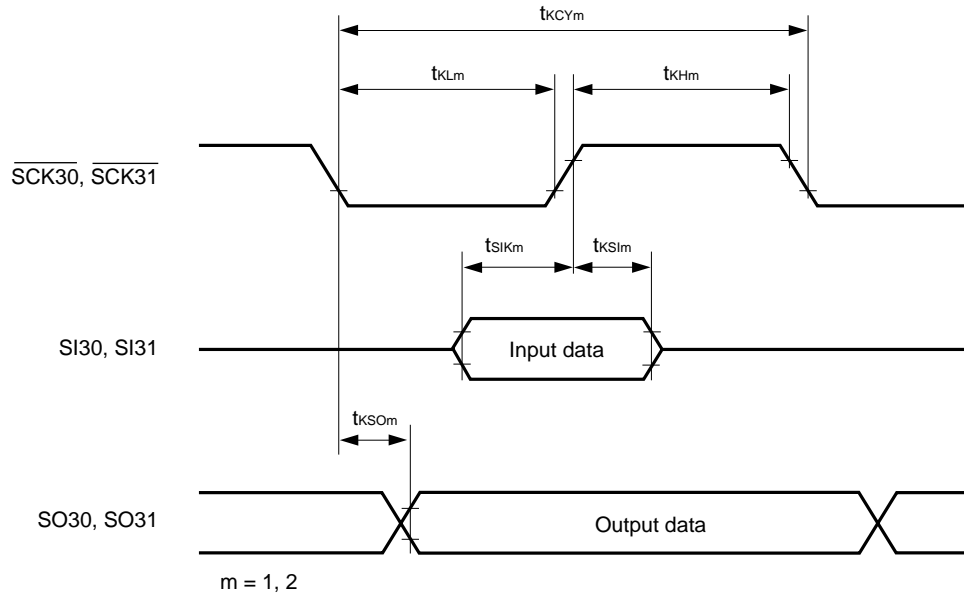 tKCYm
tKLm
tKHm
SCK30, SCK31
tSIKm
tKSIm
SI30, SI31
Input data
tKSOm
SO30, SO31
Output data
m = 1, 2